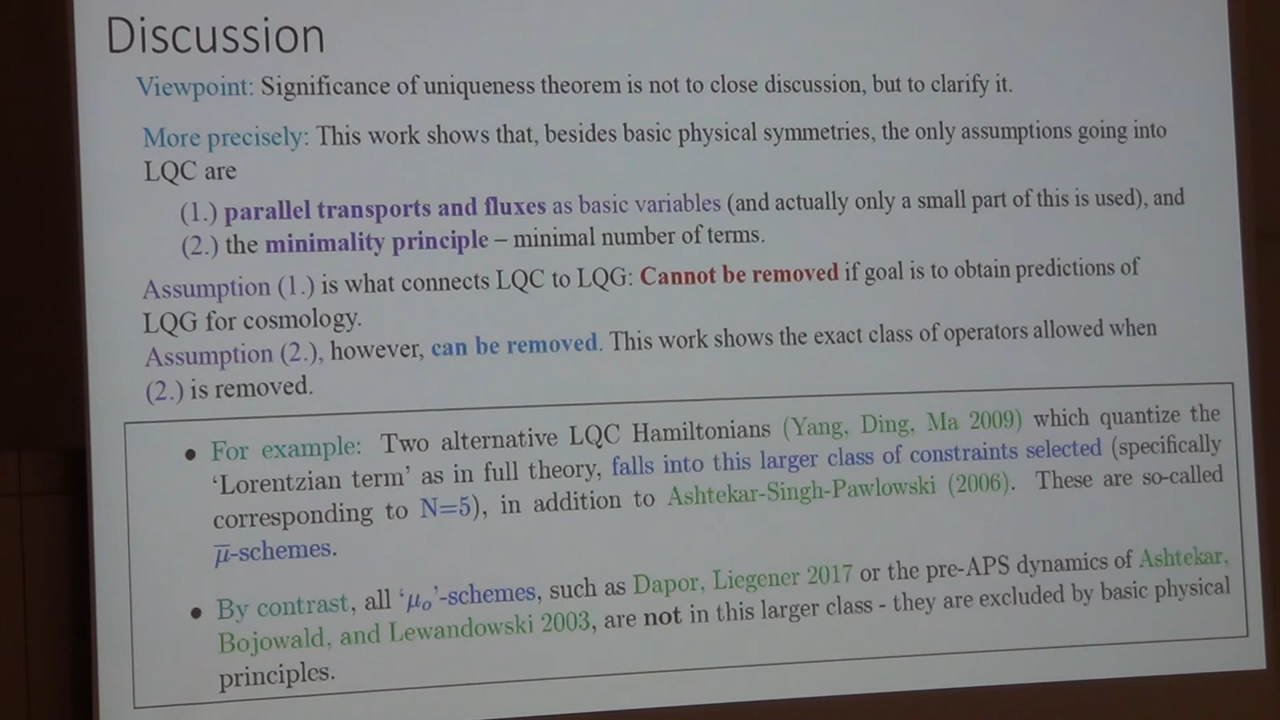 Discussion
Viewpoint: Significance of uniqueness theorem is not to close discussion, but to clarify it.
More precisely: This work shows that, besides basic physical symmetries, the only assumptions going into
LQC are
(1.) parallel transports and fluxes as basic variables (and actually only a small part of this is used), and
(2.) the minimality principle – minimal number of terms.
Assumption (1.) is what connects LQC to LQG: Cannot be removed if goal is to obtain predictions of
LQG for cosmology.
Assumption (2.), however, can be removed. This work shows the exact class of operators allowed when
(2.) is removed.
• For example: Two alternative LQC Hamiltonians (Yang, Ding, Ma 2009) which quantize the
‘Lorentzian term’ as in full theory, falls into this larger class of constraints selected (specifically
corresponding to N=5), in addition to Ashtekar-Singh-Pawlowski (2006). These are so-called
μ̅-schemes.
• By contrast, all ‘μₒ’-schemes, such as Dapor, Liegener 2017 or the pre-APS dynamics of Ashtekar,
Bojowald, and Lewandowski 2003, are not in this larger class - they are excluded by basic physical
principles.